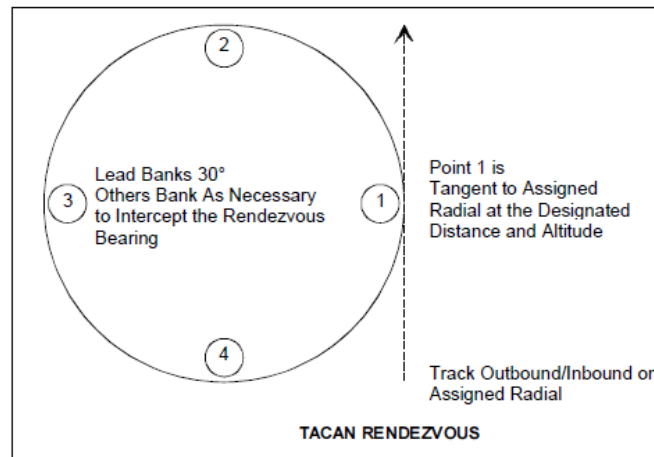 2
Lead Banks 30°
Others Bank As Necessary
to Intercept the Rendezvous
Bearing
3
1
Point 1 is
Tangent to Assigned
Radial at the Designated
Distance and Altitude
4
Track Outbound/Inbound on
Assigned Radial
TACAN RENDEZVOUS